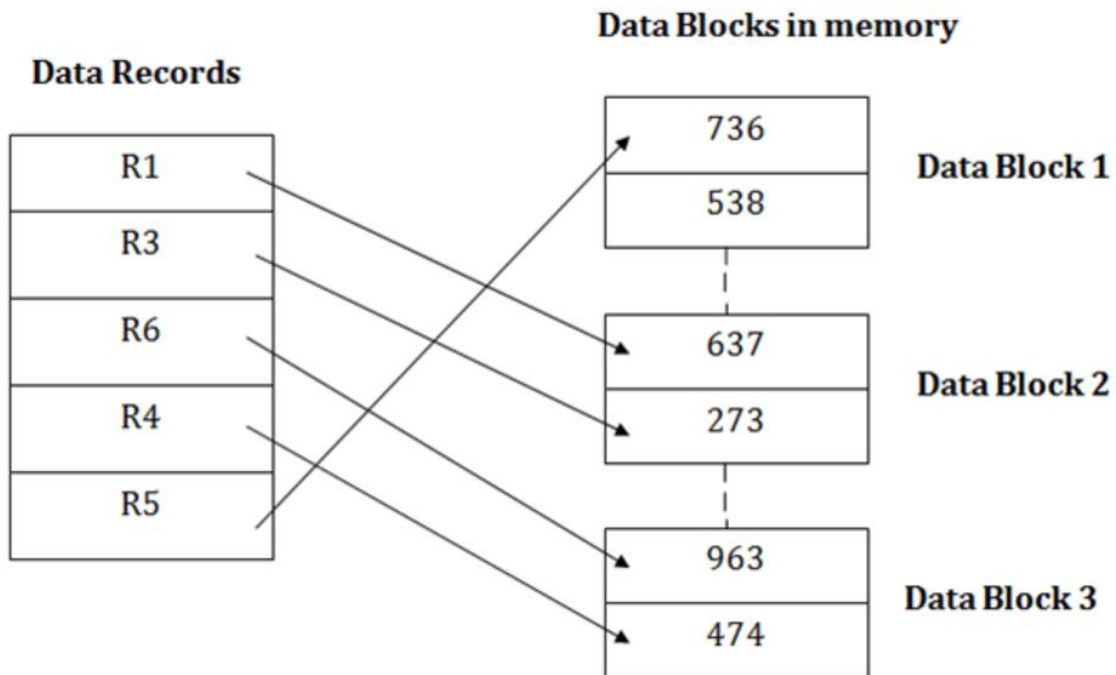 Data Blocks in memory
Data Records
R1
R3
R6
R4
R5
736
538
Data Block 1
637
273
Data Block 2
963
474
Data Block 3